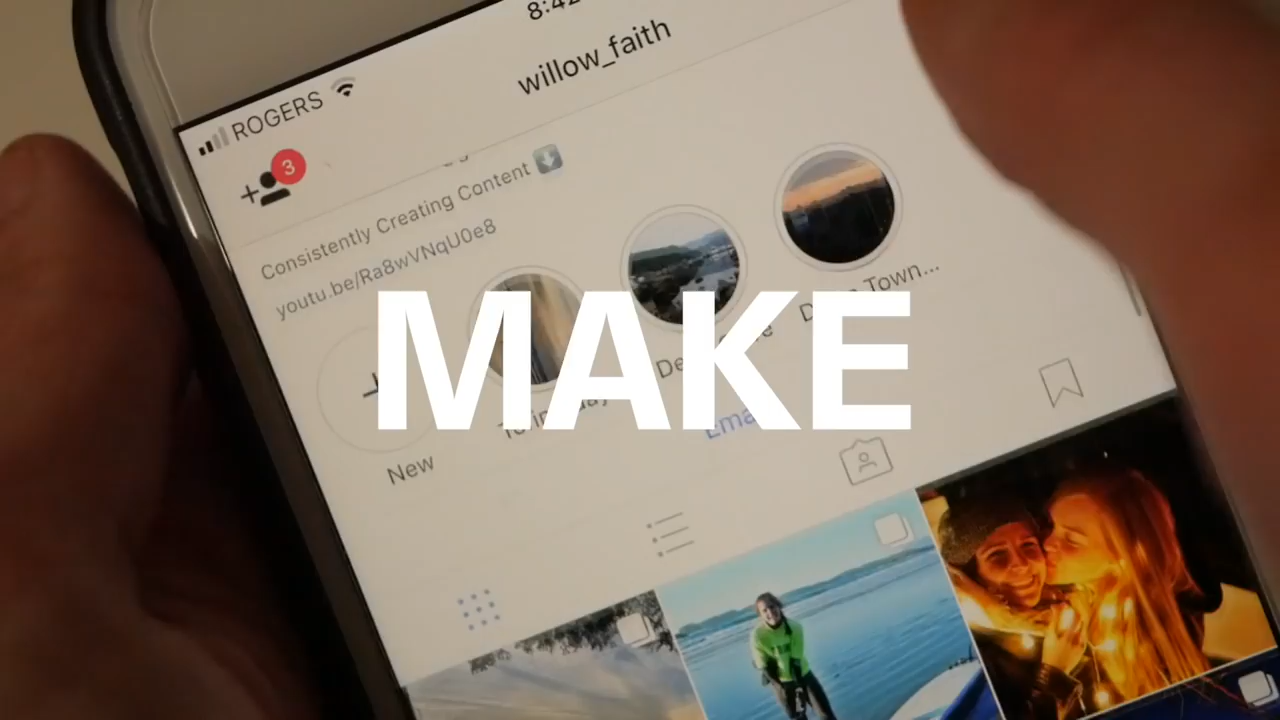 8:42
ROGERS
willow_faith
3
Consistently Creating Content
youtu.be/Ra8wVNqU0e8
MAKE
New